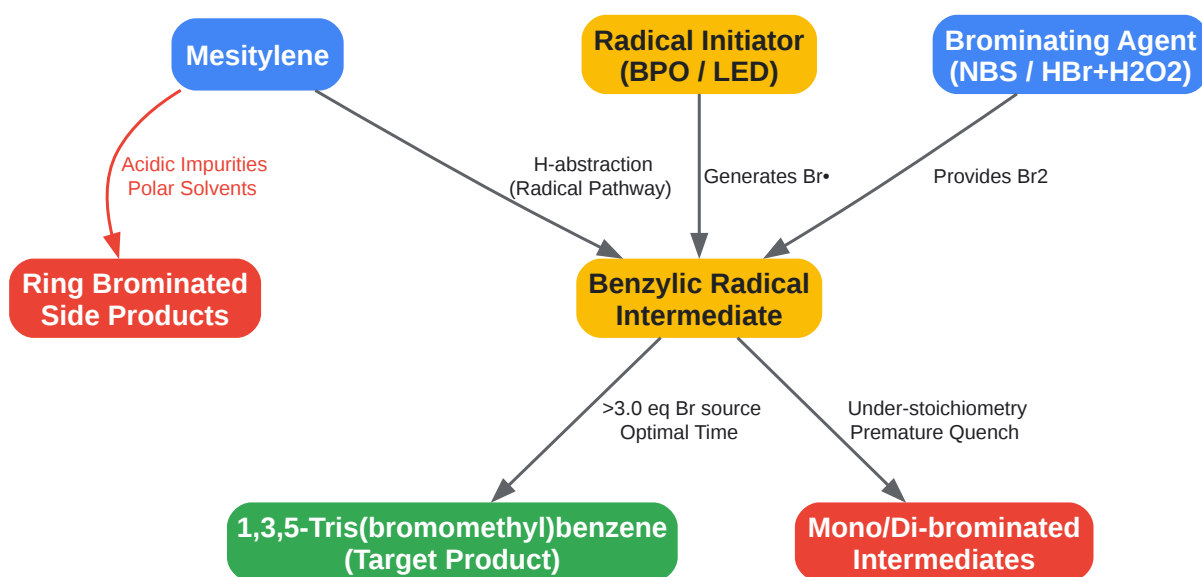 Mesitylene
Radical Initiator
(BPO / LED)
Brominating Agent
(NBS / HBr+H2O2)
Acidic Impurities
Polar Solvents
H-abstraction
(Radical Pathway)
Generates Br•
Provides Br2
Ring Brominated
Side Products
Benzylic Radical
Intermediate
>3.0 eq Br source
Optimal Time
Under-stoichiometry
Premature Quench
1,3,5-Tris(bromomethyl)benzene
(Target Product)
Mono/Di-brominated
Intermediates